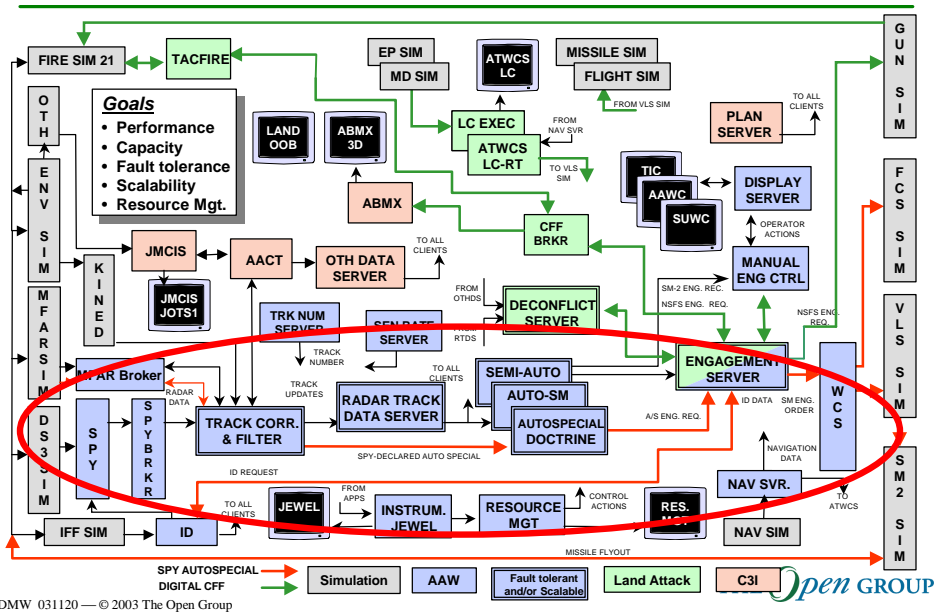 FIRE SIM 21
TACFIRE
EP SIM
MD SIM
ATWCS
LC
MISSILE SIM
FLIGHT SIM
GUN SIM
FROM VLS SIM
TO ALL
CLIENTS
PLAN
SERVER
OTH
Goals
• Performance
• Capacity
• Fault tolerance
• Scalability
• Resource Mgt.
LAND
OOB
ABMX
3D
LC EXEC
FROM
NAV SVR
ATWCS
LC-RT
TO VLS
SIM
ENV SIM
TIC
AAWC
SUWC
DISPLAY
SERVER
FCS SIM
ABMX
CFF
BRKR
OPERATOR
ACTIONS
JMCIS
AACT
OTH DATA
SERVER
TO ALL
CLIENTS
MANUAL
ENG CTRL
KINED
JMCIS
JOTS1
FROM
OTHDS
SM-2 ENG. REC.
NSFS ENG. REQ.
MFARSIM
TRK NUM
SERVER
SERVER
DECONFLICT
SERVER
FROM
RTDS
NSFS ENG.
REQ.
VLS SIM
TRACK
NUMBER
MFAR Broker
RADAR
DATA
TRACK
UPDATES
TO ALL
CLIENTS
SEMI-AUTO
ENGAGEMENT
SERVER
ID DATA
WCS
DS3 SIM
SPY
SPYBRKR
TRACK CORR.
& FILTER
RADAR TRACK
DATA SERVER
AUTO-SM
AUTOSPECIAL
DOCTRINE
A/S ENG. REQ.
SM ENG.
ORDER
SPY-DECLARED AUTO SPECIAL
NAVIGATION
DATA
SM2 SIM
ID REQUEST
NAV SVR.
TO
ATWCS
TO ALL
CLIENTS
FROM
APPS
CONTROL
ACTIONS
IFF SIM
ID
JEWEL
INSTRUM.
JEWEL
RESOURCE
MGT
RES.
MGT
NAV SIM
MISSILE FLYOUT
SPY AUTOSPECIAL
DIGITAL CFF
Simulation
AAW
Fault tolerant
and/or Scalable
Land Attack
C3I
Open GROUP
DMW 031120 — © 2003 The Open Group